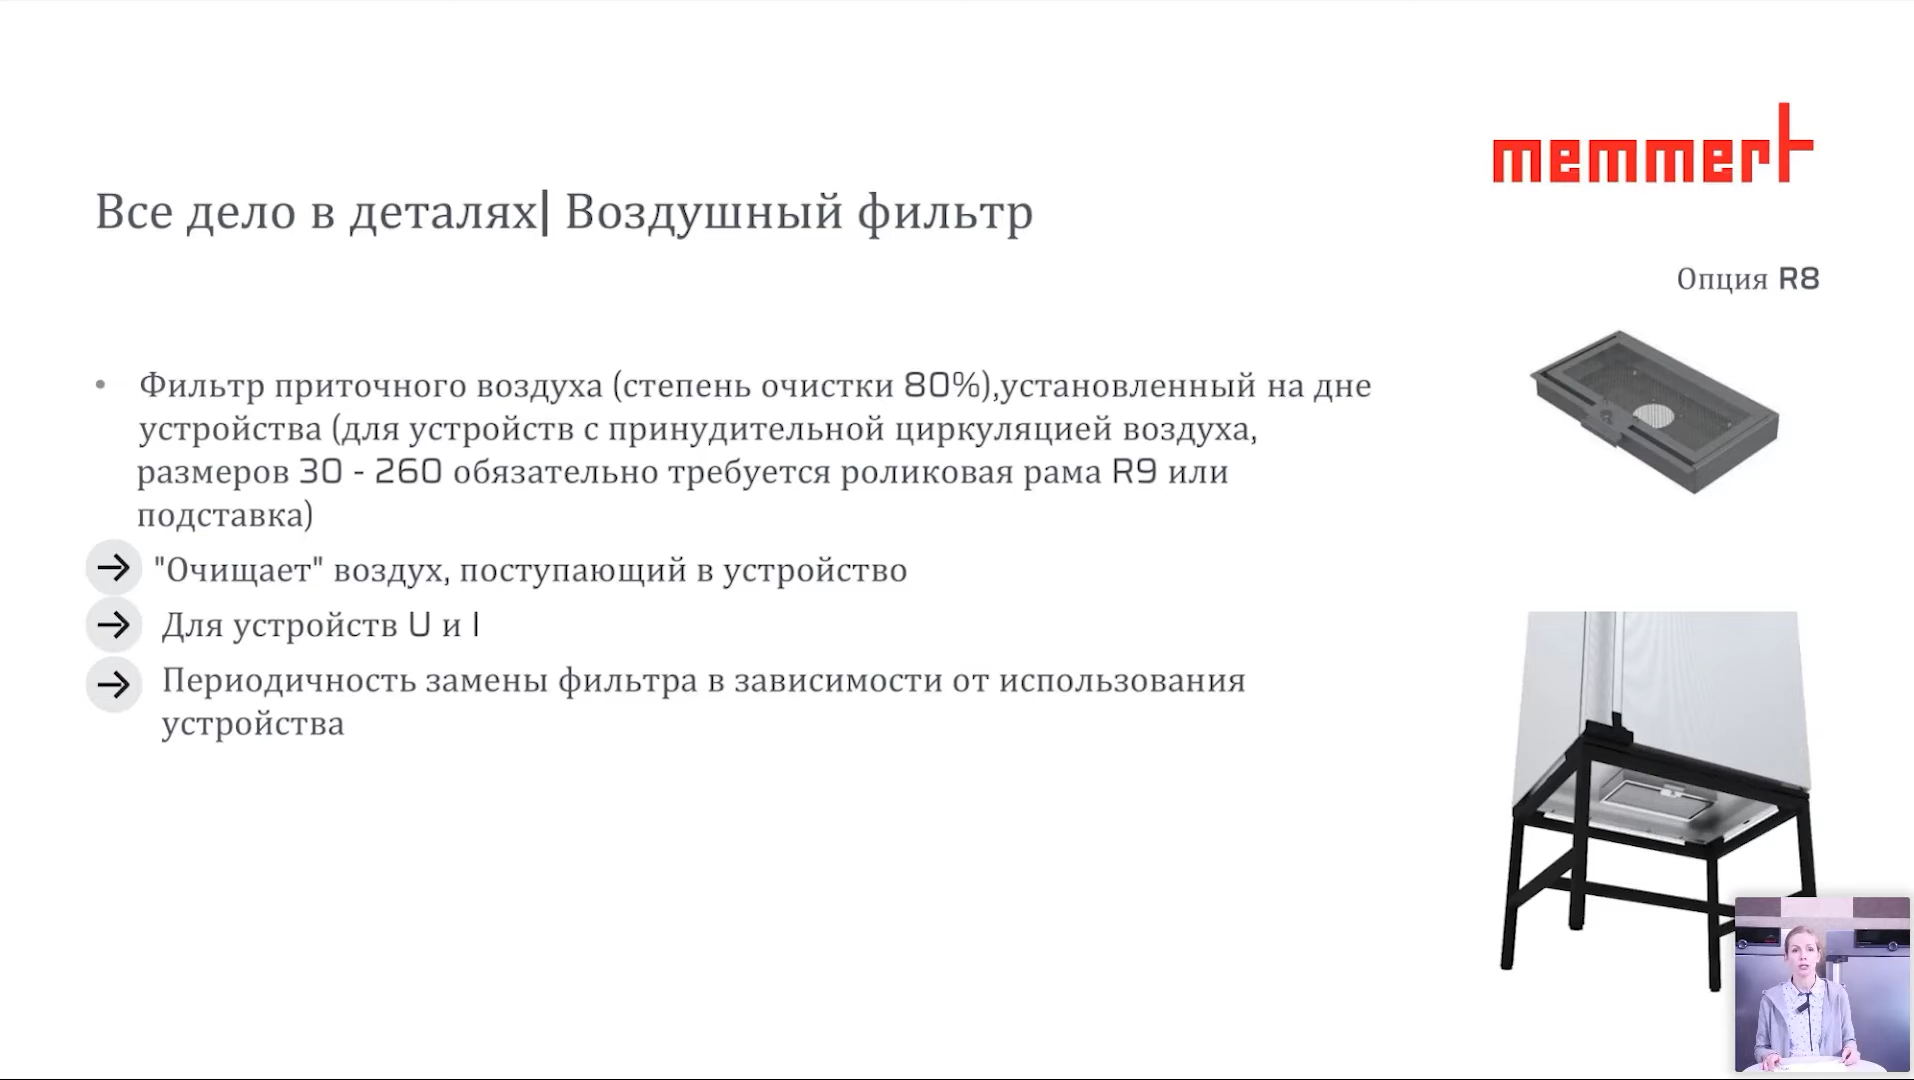 memmert
Все дело в деталях| Воздушный фильтр
Опция R8
• Фильтр приточного воздуха (степень очистки 80%),установленный на дне
устройства (для устройств с принудительной циркуляцией воздуха,
размеров 30 - 260 обязательно требуется роликовая рама R9 или
подставка)
"Очищает" воздух, поступающий в устройство
Для устройств U и I
Периодичность замены фильтра в зависимости от использования
устройства